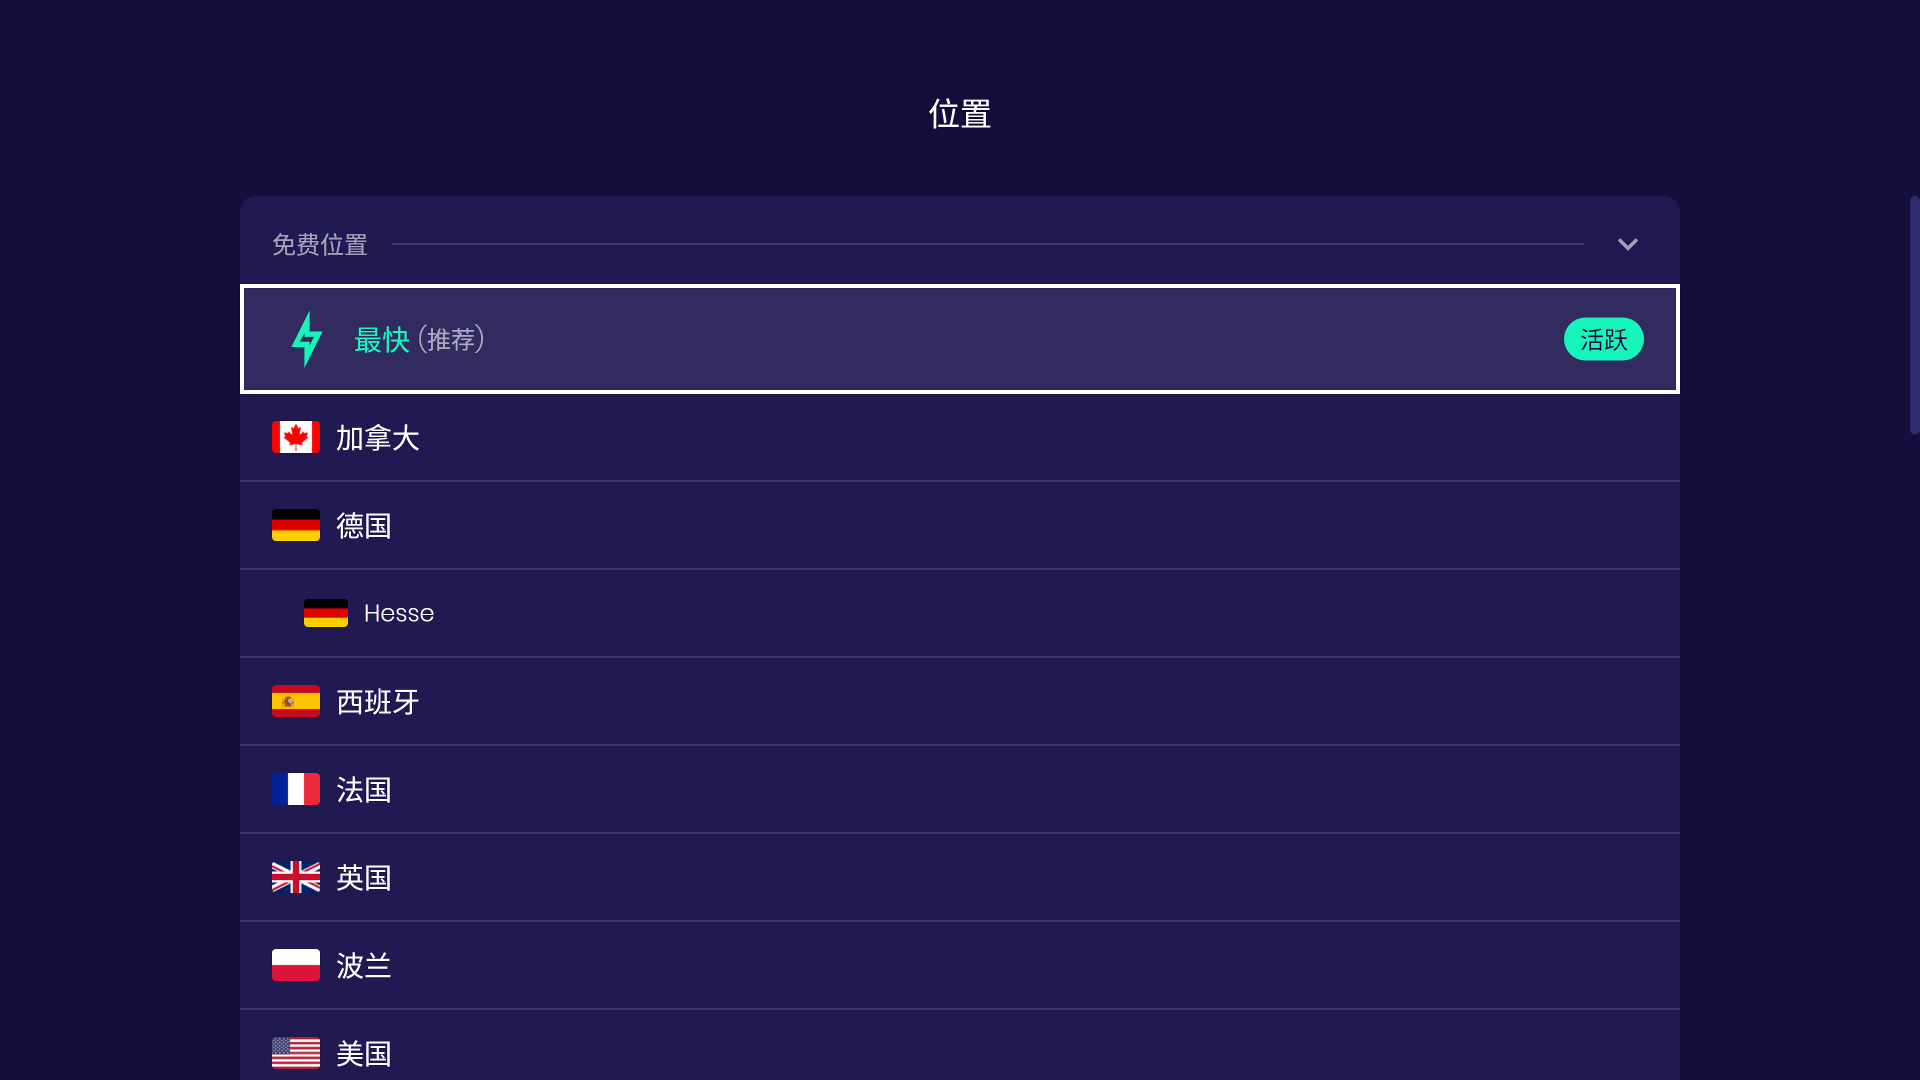 位置
免费位置
最快 (推荐) 活跃
加拿大
德国
Hesse
西班牙
法国
英国
波兰
美国